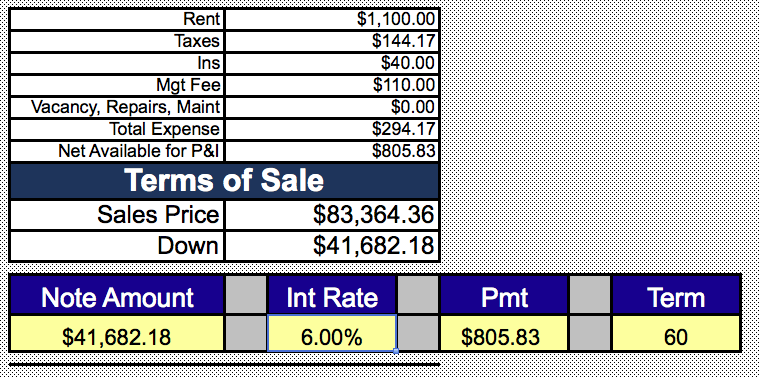 Rent $1,100.00
Taxes $144.17
Ins $40.00
Mgt Fee $110.00
Vacancy, Repairs, Maint $0.00
Total Expense $294.17
Net Available for P&I $805.83
Terms of Sale
Sales Price $83,364.36
Down $41,682.18
Note Amount Int Rate Pmt Term
$41,682.18 6.00% $805.83 60